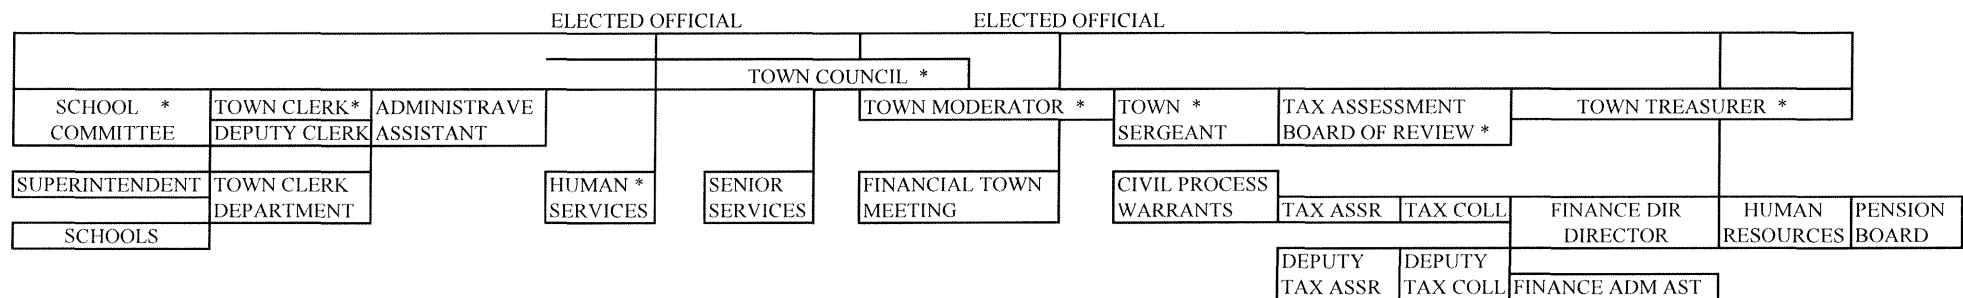 ELECTED OFFICIAL ELECTED OFFICIAL
TOWN COUNCIL *
SCHOOL * TOWN CLERK* ADMINISTRAVE TOWN MODERATOR * TOWN * TAX ASSESSMENT TOWN TREASURER *
COMMITTEE DEPUTY CLERK ASSISTANT SERGEANT BOARD OF REVIEW *
SUPERINTENDENT TOWN CLERK HUMAN * SENIOR FINANCIAL TOWN CIVIL PROCESS
DEPARTMENT SERVICES SERVICES MEETING WARRANTS TAX ASSR TAX COLL FINANCE DIR HUMAN PENSION
SCHOOLS DIRECTOR RESOURCES BOARD
DEPUTY DEPUTY
TAX ASSR TAX COLL FINANCE ADM AST